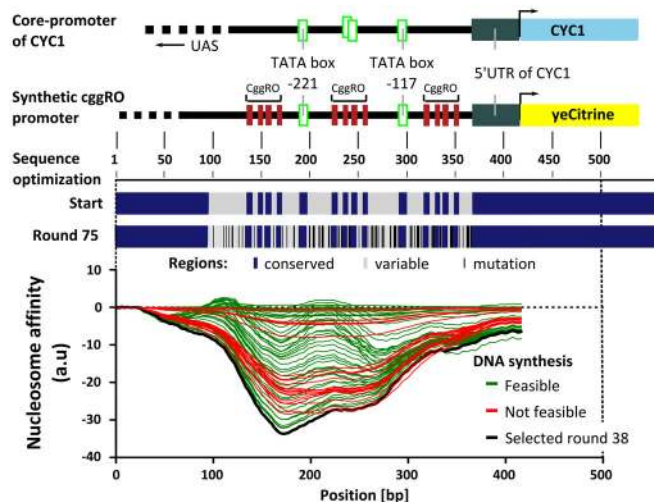 Core-promoter
of CYC1
UAS
CYC1
TATA box
TATA box
5'UTR of CYC1
CggRO
-221
CggRO
-117
CggRO
Synthetic cggRO
promoter
yeCitrine
Sequence
optimization
1 50 100 150 200 250 300 350 400 450 500
Start
Round 75
Regions: conserved variable mutation
Nucleosome affinity
(a.u)
10
0
-10
-20
-30
-40
DNA synthesis
Feasible
Not feasible
Selected round 38
0 100 200 300 400 500
Position [bp]